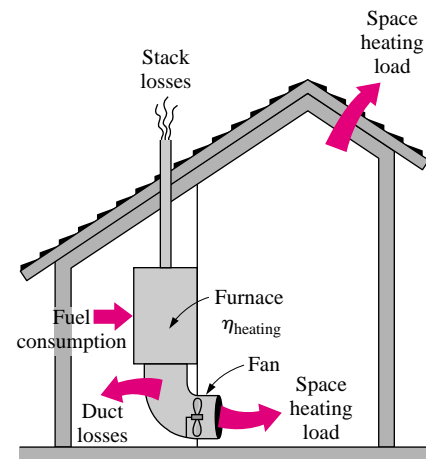 Space
heating
load
Stack
losses
Furnace
ηheating
Fuel
consumption
Fan
Duct
losses
Space
heating
load